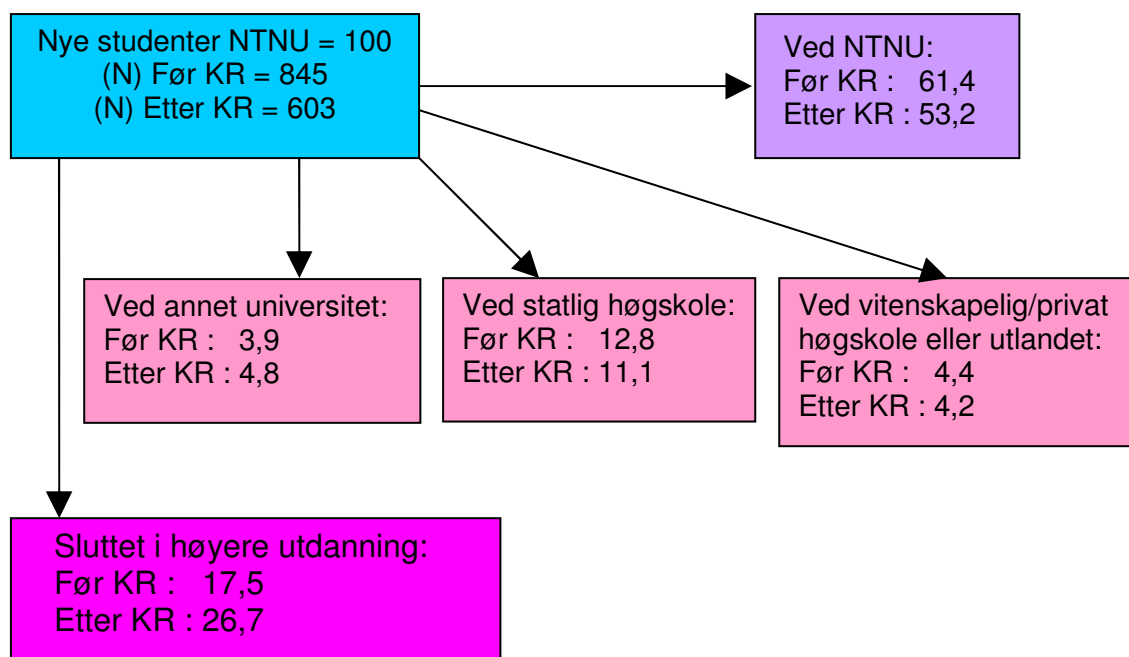 Nye studenter NTNU = 100
(N) Før KR = 845
(N) Etter KR = 603
Ved NTNU:
Før KR : 61,4
Etter KR : 53,2
Ved annet universitet:
Før KR : 3,9
Etter KR : 4,8
Ved statlig høgskole:
Før KR : 12,8
Etter KR : 11,1
Ved vitenskapelig/privat
høgskole eller utlandet:
Før KR : 4,4
Etter KR : 4,2
Sluttet i høyere utdanning:
Før KR : 17,5
Etter KR : 26,7